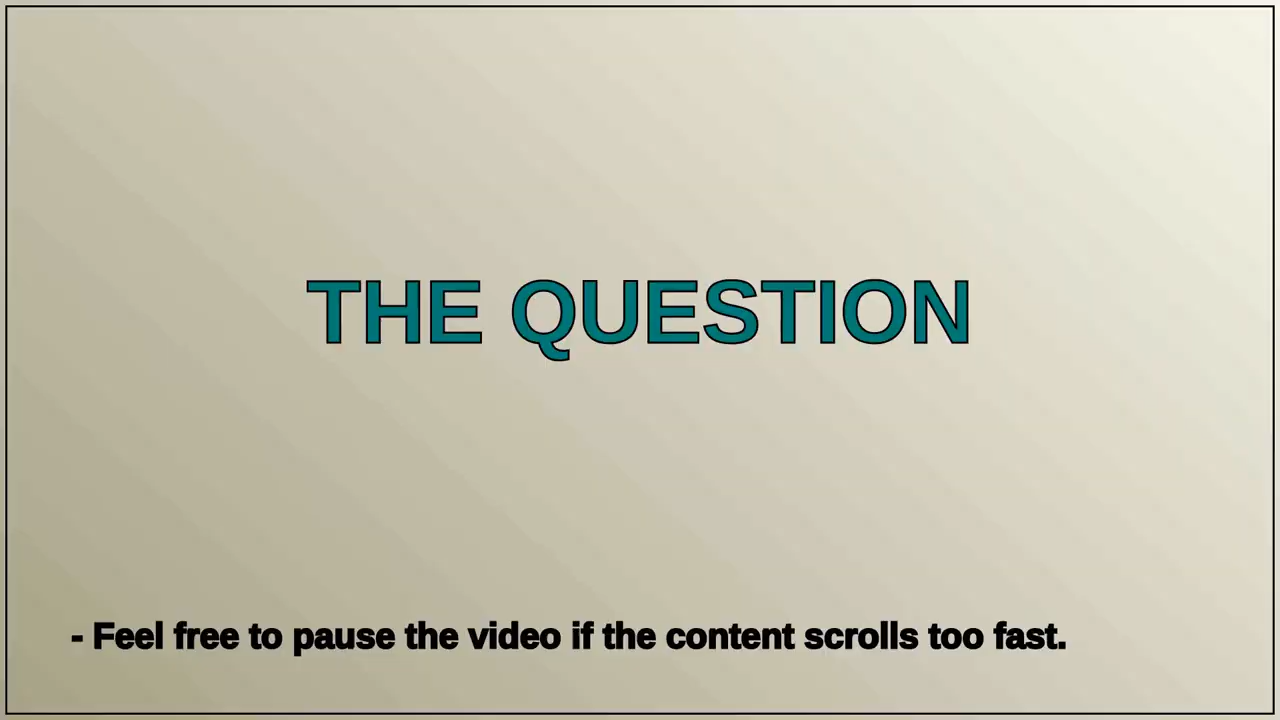 THE QUESTION
- Feel free to pause the video if the content scrolls too fast.